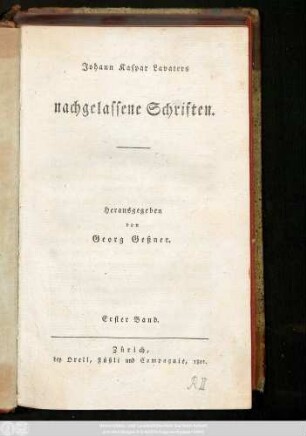 Johann Kaspar Lavaters
nachgelassene Schriften.
Herausgegeben
von
Georg Geßner.
Erster Band.
Zürich,
bey Orell, Füßli und Compagnie, 1801.